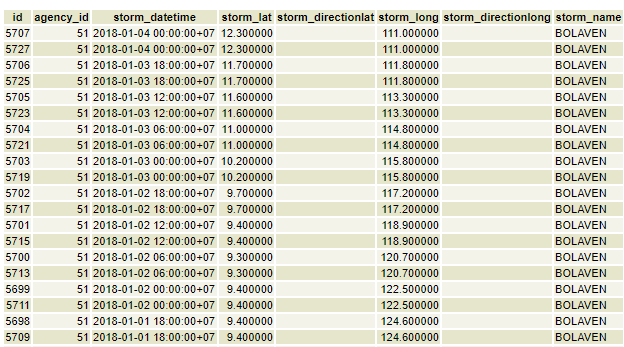 id agency_id storm_datetime storm_lat storm_directionlat storm_long storm_directionlong storm_name
5707 51 2018-01-04 00:00:00+07 12.300000 111.000000 BOLAVEN
5727 51 2018-01-04 00:00:00+07 12.300000 111.000000 BOLAVEN
5706 51 2018-01-03 18:00:00+07 11.700000 111.800000 BOLAVEN
5725 51 2018-01-03 18:00:00+07 11.700000 111.800000 BOLAVEN
5705 51 2018-01-03 12:00:00+07 11.600000 113.300000 BOLAVEN
5723 51 2018-01-03 12:00:00+07 11.600000 113.300000 BOLAVEN
5704 51 2018-01-03 06:00:00+07 11.000000 114.800000 BOLAVEN
5721 51 2018-01-03 06:00:00+07 11.000000 114.800000 BOLAVEN
5703 51 2018-01-03 00:00:00+07 10.200000 115.800000 BOLAVEN
5719 51 2018-01-03 00:00:00+07 10.200000 115.800000 BOLAVEN
5702 51 2018-01-02 18:00:00+07 9.700000 117.200000 BOLAVEN
5717 51 2018-01-02 18:00:00+07 9.700000 117.200000 BOLAVEN
5701 51 2018-01-02 12:00:00+07 9.400000 118.900000 BOLAVEN
5715 51 2018-01-02 12:00:00+07 9.400000 118.900000 BOLAVEN
5700 51 2018-01-02 06:00:00+07 9.300000 120.700000 BOLAVEN
5713 51 2018-01-02 06:00:00+07 9.300000 120.700000 BOLAVEN
5699 51 2018-01-02 00:00:00+07 9.400000 122.500000 BOLAVEN
5711 51 2018-01-02 00:00:00+07 9.400000 122.500000 BOLAVEN
5698 51 2018-01-01 18:00:00+07 9.400000 124.600000 BOLAVEN
5709 51 2018-01-01 18:00:00+07 9.400000 124.600000 BOLAVEN